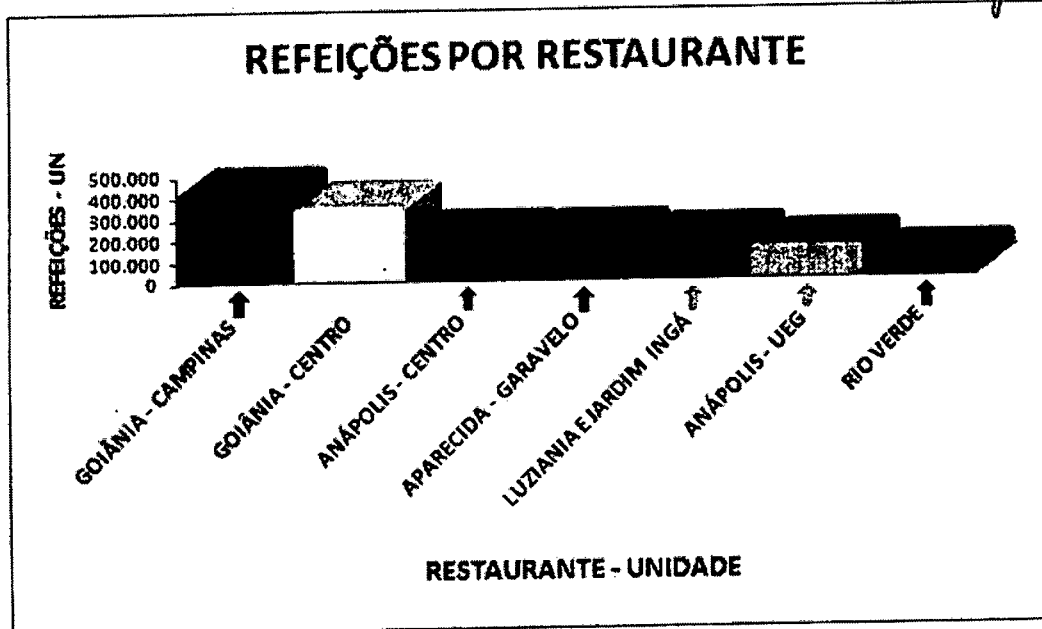 REFEIÇÕES POR RESTAURANTE
REFEIÇÕES - UN
500.000
400.000
300.000
200.000
100.000
0
GOIÂNIA - CAMPINAS
GOIÂNIA - CENTRO
ANÁPOLIS - CENTRO
APARECIDA - GARAVELO
LUZIANIA E JARDIM INGÁ
ANÁPOLIS - UEG
RIO VERDE
RESTAURANTE - UNIDADE